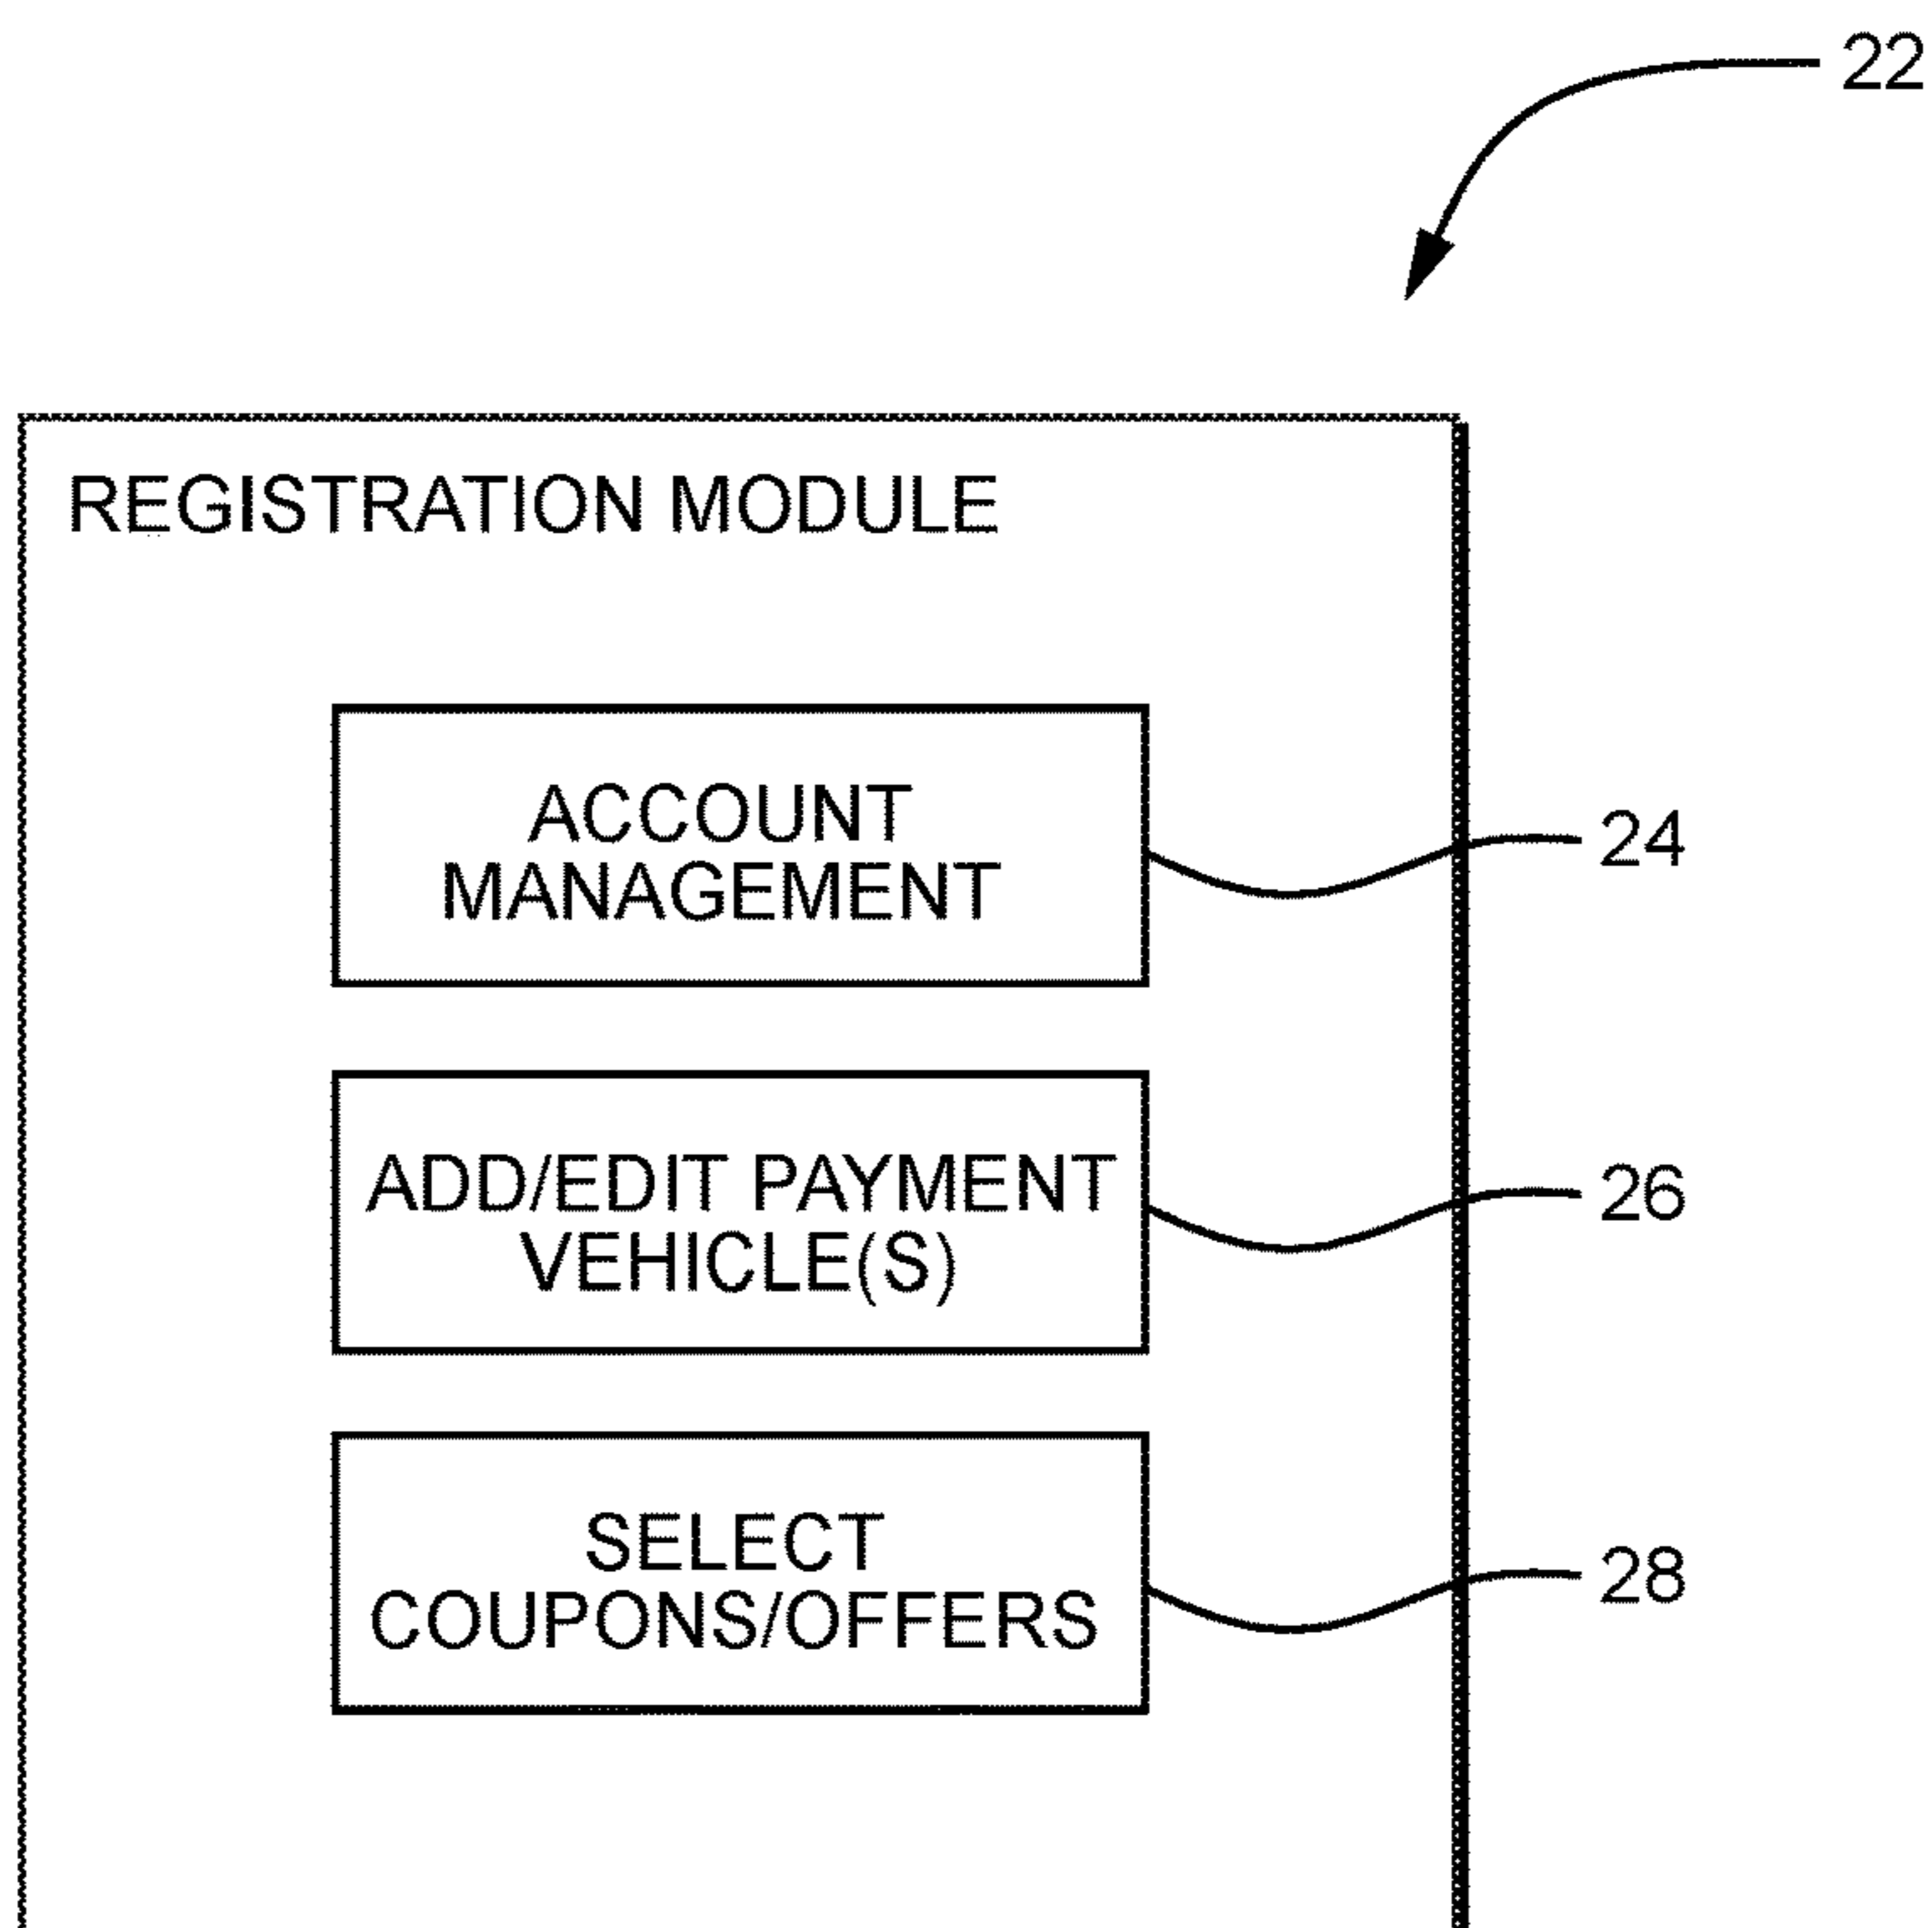 22
REGISTRATION MODULE
ACCOUNT
MANAGEMENT
24
ADD/EDIT PAYMENT
VEHICLE(S)
26
SELECT
COUPONS/OFFERS
28